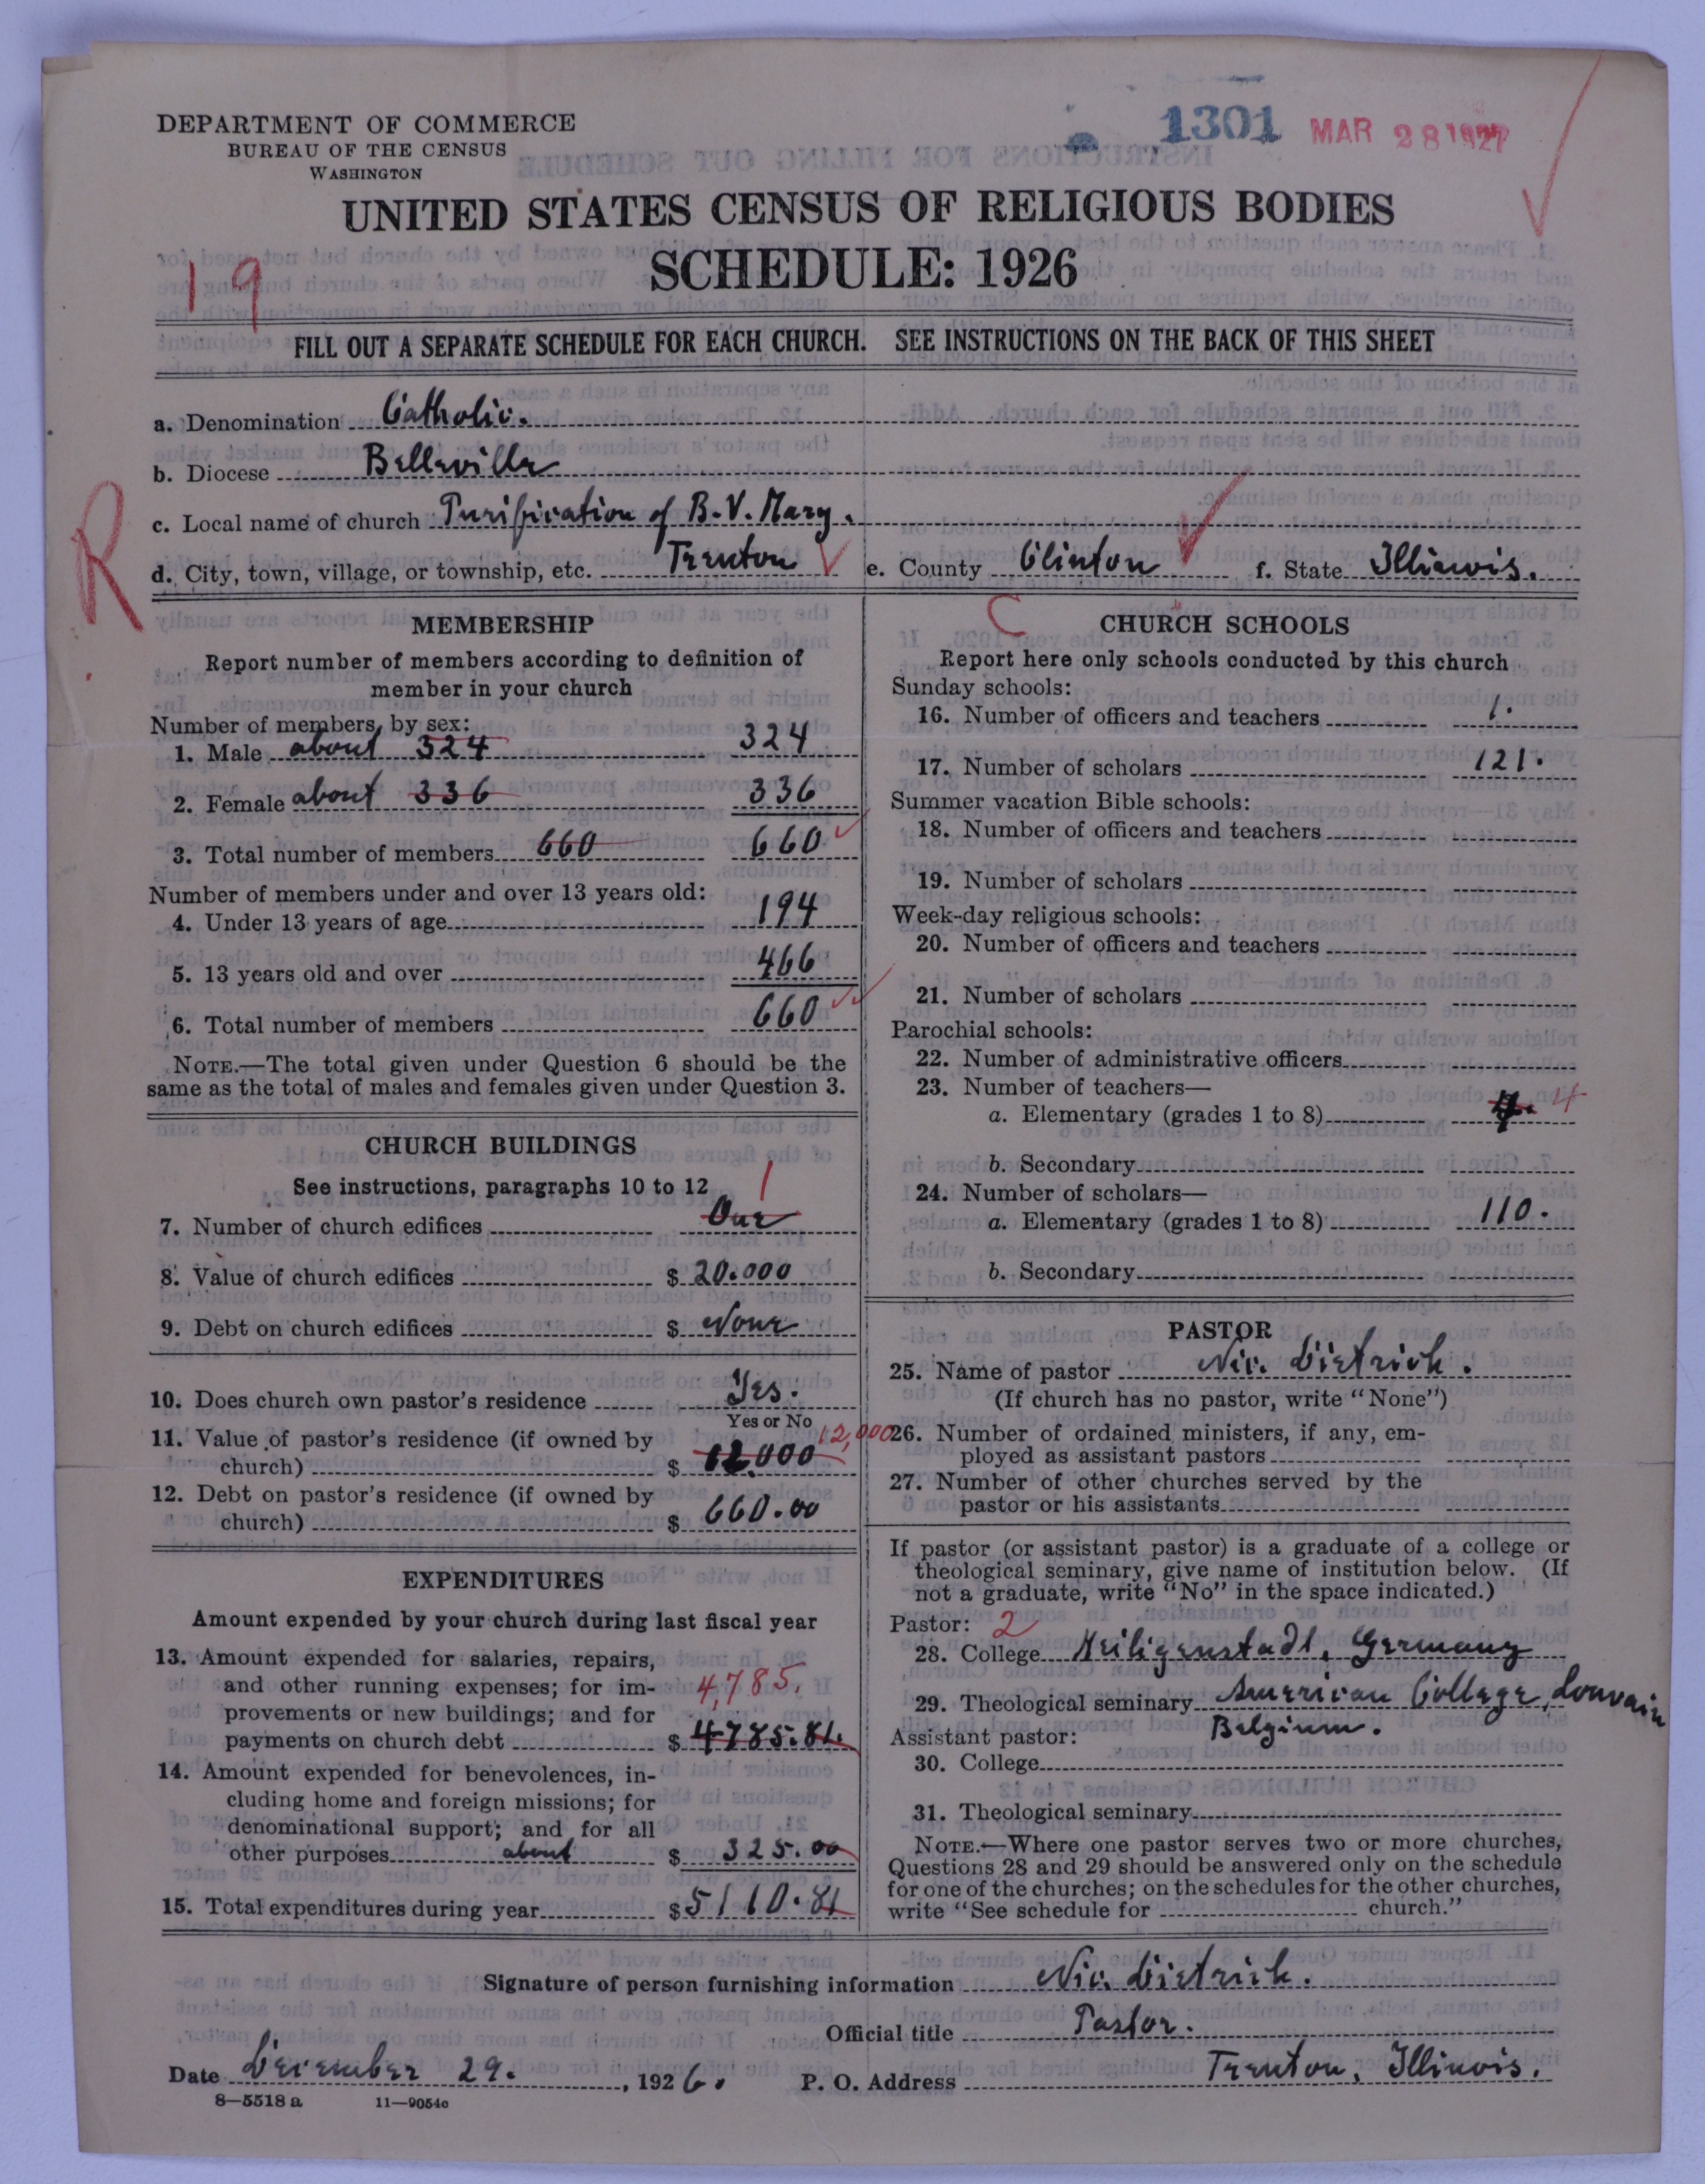 DEPARTMENT OF COMMERCE
BUREAU OF THE CENSUS
WASHINGTON
1301 MAR 28 1927
UNITED STATES CENSUS OF RELIGIOUS BODIES
SCHEDULE: 1926
19
FILL OUT A SEPARATE SCHEDULE FOR EACH CHURCH. SEE INSTRUCTIONS ON THE BACK OF THIS SHEET
a. Denomination Catholic.
b. Diocese Belleville
c. Local name of church Purification of B.V. Mary.
d. City, town, village, or township, etc. Trenton e. County Clinton f. State Illinois.
R
MEMBERSHIP
Report number of members according to definition of
member in your church
Number of members, by sex:
1. Male about 324 324
2. Female about 336 336
3. Total number of members 660 660
Number of members under and over 13 years old:
4. Under 13 years of age 194
5. 13 years old and over 466
6. Total number of members 660
NOTE.—The total given under Question 6 should be the
same as the total of males and females given under Question 3.
CHURCH BUILDINGS
See instructions, paragraphs 10 to 12
1
7. Number of church edifices One
8. Value of church edifices $ 20.000
9. Debt on church edifices $ None
10. Does church own pastor's residence Yes.
Yes or No
11. Value of pastor's residence (if owned by 12,000
church) $ 12.000
12. Debt on pastor's residence (if owned by
church) $ 660.00
EXPENDITURES
Amount expended by your church during last fiscal year
13. Amount expended for salaries, repairs,
and other running expenses; for im- 4,785.
provements or new buildings; and for
payments on church debt $ 4785.81
14. Amount expended for benevolences, in-
cluding home and foreign missions; for
denominational support; and for all
other purposes about $ 325.00
15. Total expenditures during year $ 5110.81
C
CHURCH SCHOOLS
Report here only schools conducted by this church
Sunday schools:
16. Number of officers and teachers 1.
17. Number of scholars 121.
Summer vacation Bible schools:
18. Number of officers and teachers
19. Number of scholars
Week-day religious schools:
20. Number of officers and teachers
21. Number of scholars
Parochial schools:
22. Number of administrative officers
23. Number of teachers—
a. Elementary (grades 1 to 8) 4
b. Secondary
24. Number of scholars—
a. Elementary (grades 1 to 8) 110.
b. Secondary
PASTOR
25. Name of pastor Nic. Dietrich.
(If church has no pastor, write "None")
26. Number of ordained ministers, if any, em-
ployed as assistant pastors
27. Number of other churches served by the
pastor or his assistants
If pastor (or assistant pastor) is a graduate of a college or
theological seminary, give name of institution below. (If
not a graduate, write "No" in the space indicated.)
Pastor: 2
28. College Heiligenstadt, Germany
29. Theological seminary American College, Louvain
Assistant pastor: Belgium.
30. College
31. Theological seminary
NOTE.—Where one pastor serves two or more churches,
Questions 28 and 29 should be answered only on the schedule
for one of the churches; on the schedules for the other churches,
write "See schedule for church."
Signature of person furnishing information Nic. Dietrich.
Official title Pastor.
Date December 29. , 1926. P. O. Address Trenton, Illinois.
8—5518 a 11—9054c